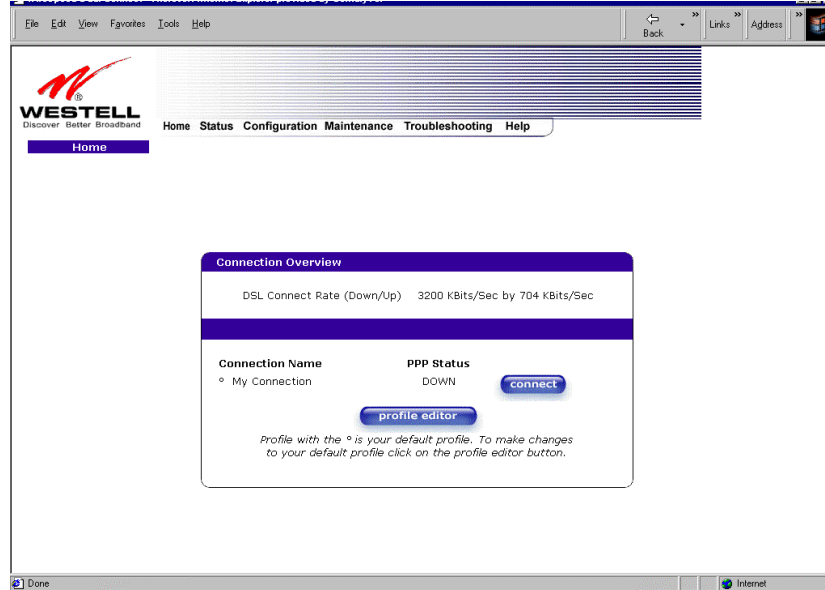 File Edit View Favorites Tools Help
Back
» Links » Address »
WESTELL
®
Discover Better Broadband
Home Status Configuration Maintenance Troubleshooting Help
Home
Connection Overview
DSL Connect Rate (Down/Up) 3200 KBits/Sec by 704 KBits/Sec
Connection Name PPP Status
° My Connection DOWN connect
profile editor
Profile with the ° is your default profile. To make changes
to your default profile click on the profile editor button.
Done Internet